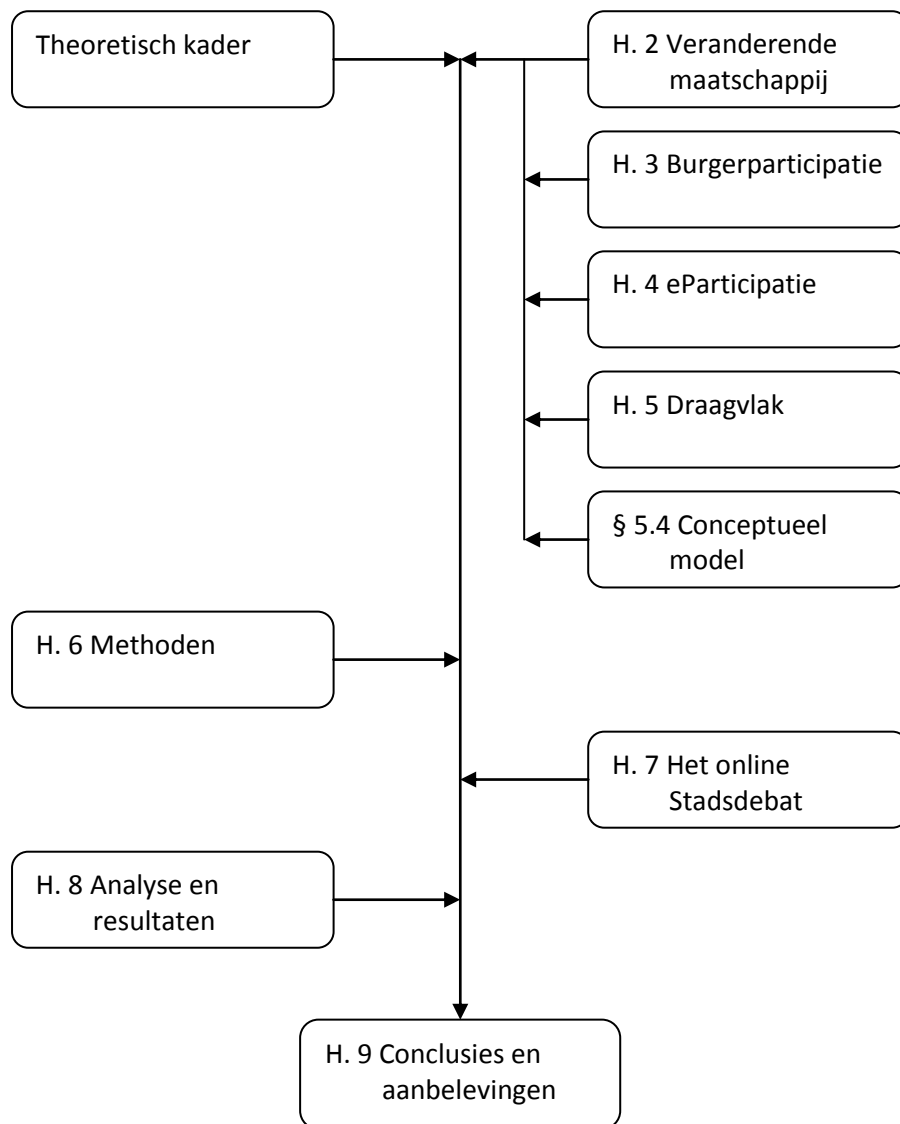 Theoretisch kader
H. 2 Veranderende
maatschappij
H. 3 Burgerparticipatie
H. 4 eParticipatie
H. 5 Draagvlak
§ 5.4 Conceptueel
model
H. 6 Methoden
H. 7 Het online
Stadsdebat
H. 8 Analyse en
resultaten
H. 9 Conclusies en
aanbelevingen